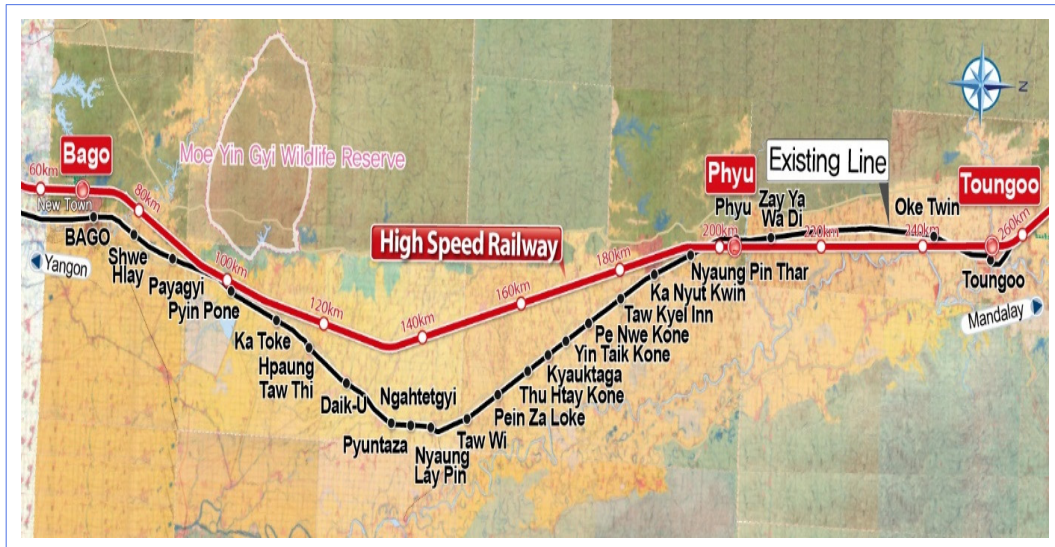 Moe Yin Gyi Wildlife Reserve
N
Bago
Phyu
Existing Line
Toungoo
60km
80km
New Town
BAGO
Shwe
Hlay
Payagyi
Pyin Pone
Yangon
100km
High Speed Railway
120km
140km
160km
180km
200km
Phyu
Zay Ya
Wa Di
220km
Oke Twin
240km
260km
Toungoo
Mandalay
Ka Toke
Hpaung
Taw Thi
Daik-U
Pyuntaza
Ngahtetgyi
Nyaung
Lay Pin
Taw Wi
Pein Za Loke
Thu Htay Kone
Kyauktaga
Yin Taik Kone
Pe Nwe Kone
Taw Kyel Inn
Ka Nyut Kwin
Nyaung Pin Thar